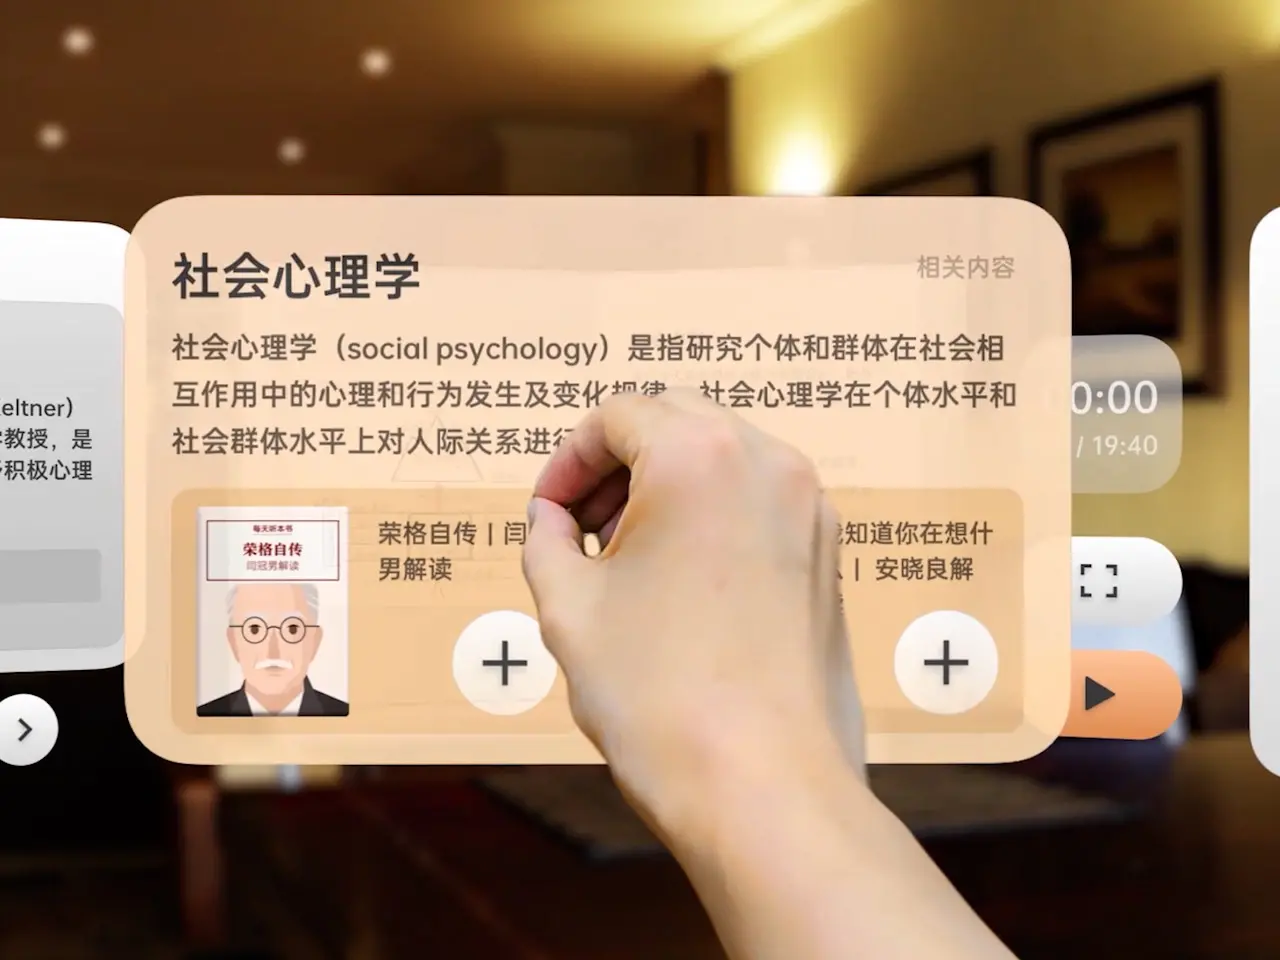 社会心理学
相关内容
社会心理学（social psychology）是指研究个体和群体在社会相
互作用中的心理和行为发生及变化规律 社会心理学在个体水平和
社会群体水平上对人际关系进行
每天听本书
荣格自传
闫冠男解读
荣格自传 | 闫
男解读
知道你在想什
| 安晓良解
eltner）
教授，是
积极心理
0:00
/ 19:40